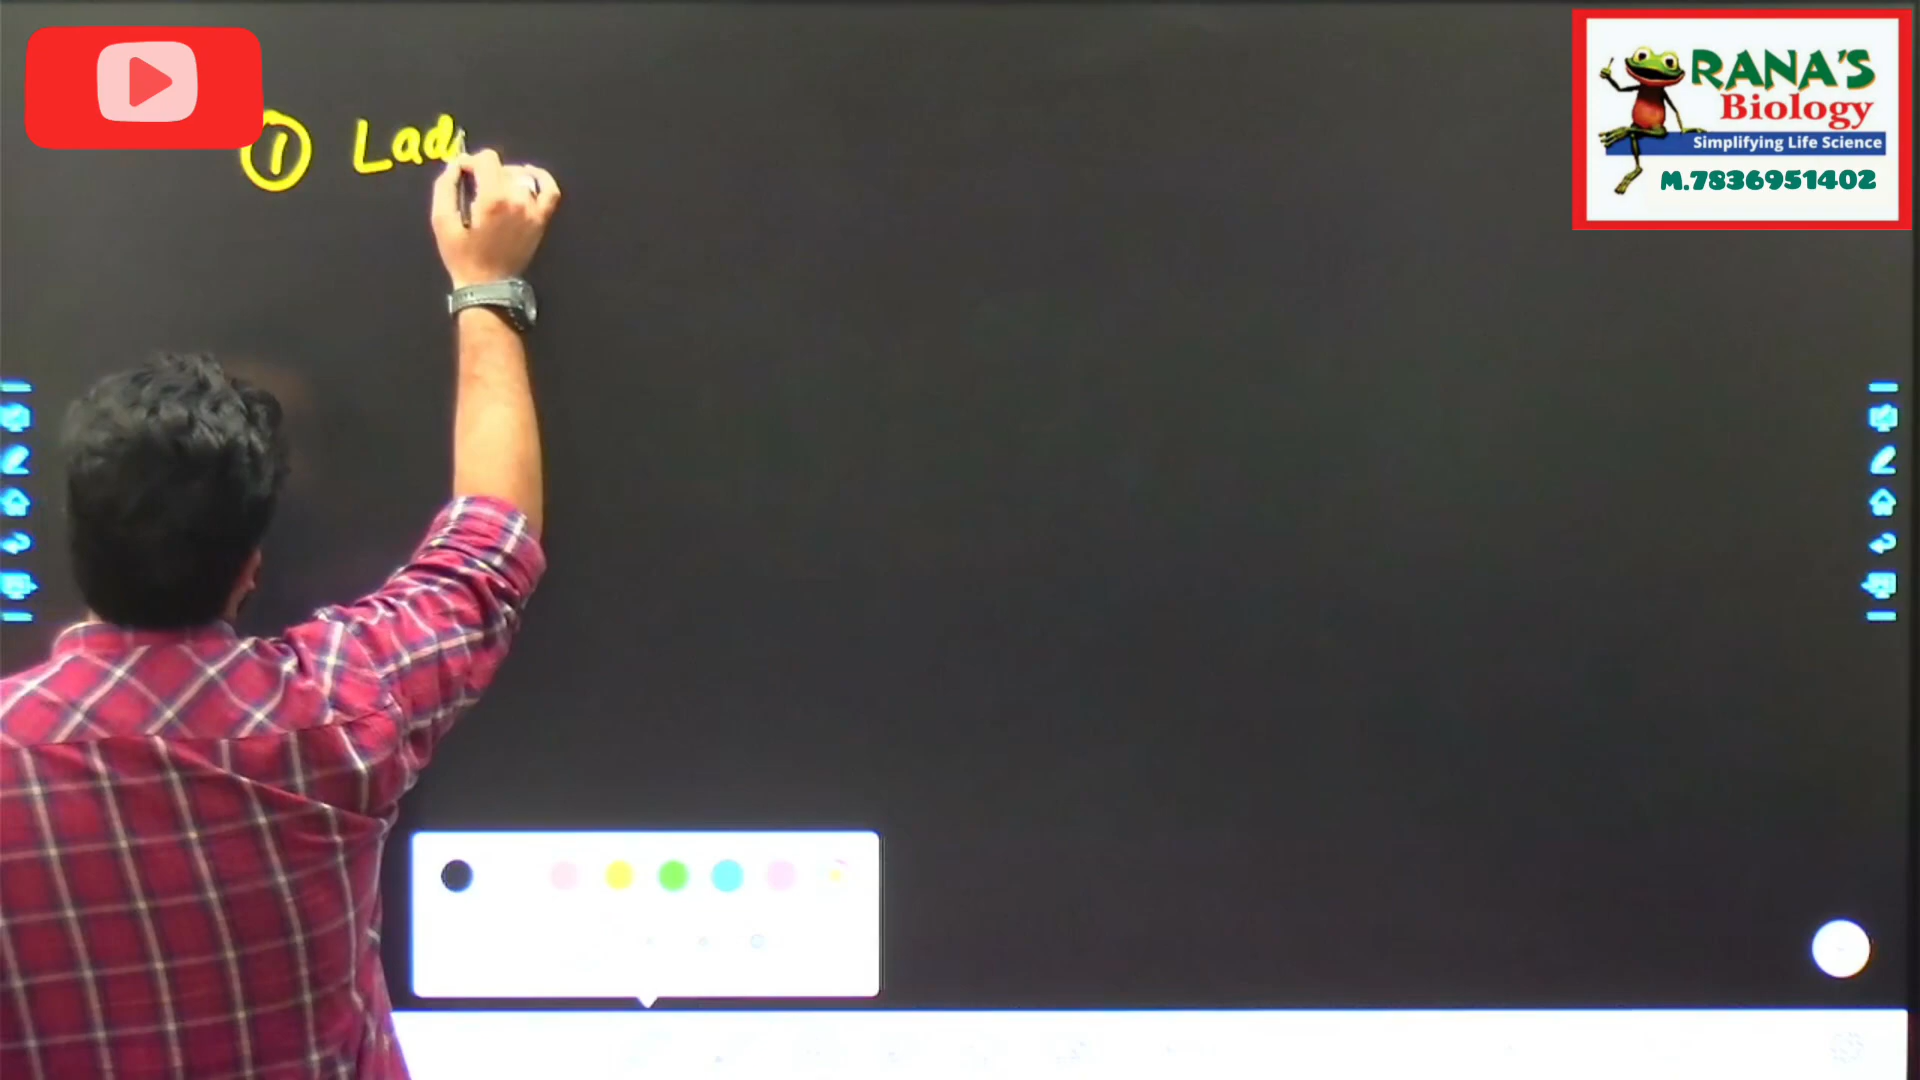 ① Lad
RANA'S
Biology
Simplifying Life Science
M.7836951402